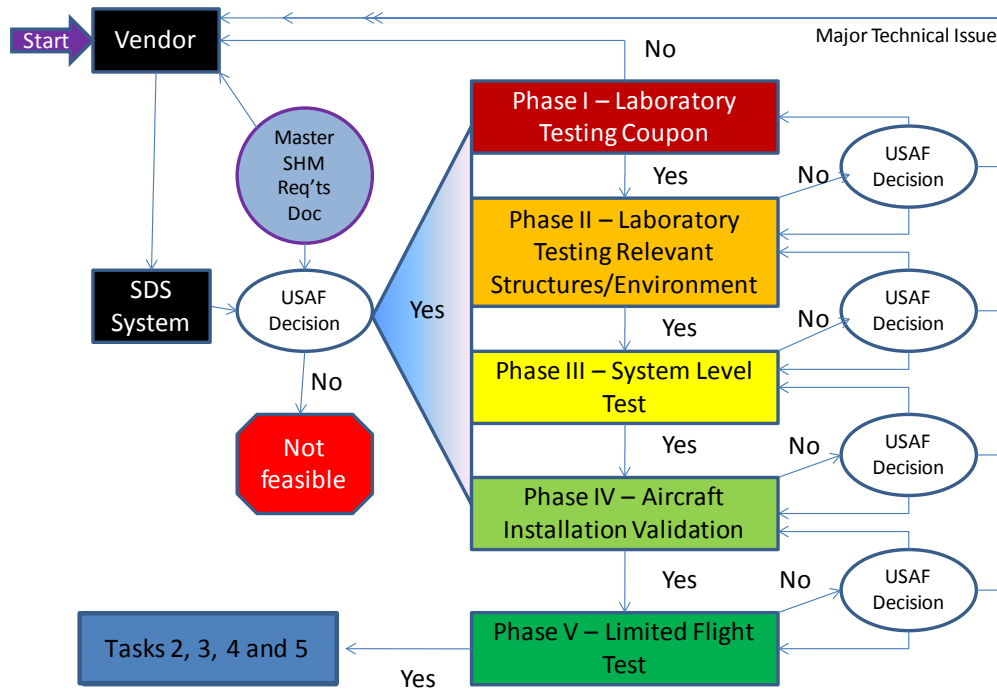 Start
Vendor
No
Major Technical Issue
Master
SHM
Req'ts
Doc
Phase I – Laboratory
Testing Coupon
USAF
Decision
Yes
No
Phase II – Laboratory
Testing Relevant
Structures/Environment
SDS
System
USAF
Decision
Yes
Yes
No
USAF
Decision
No
Phase III – System Level
Test
Not
feasible
Yes
No
USAF
Decision
Phase IV – Aircraft
Installation Validation
Yes
No
USAF
Decision
Tasks 2, 3, 4 and 5
Phase V – Limited Flight
Test
Yes